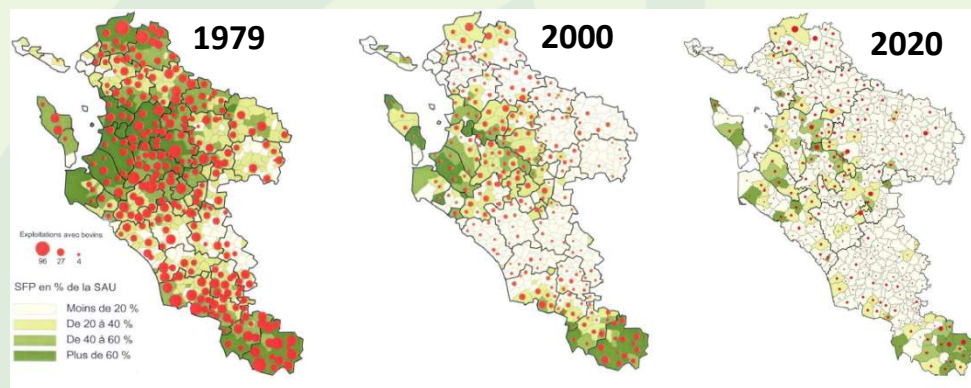 1979
2000
2020
Exploitations avec bovins
96 27 4
SFP en % de la SAU
Moins de 20 %
De 20 à 40 %
De 40 à 60 %
Plus de 60 %